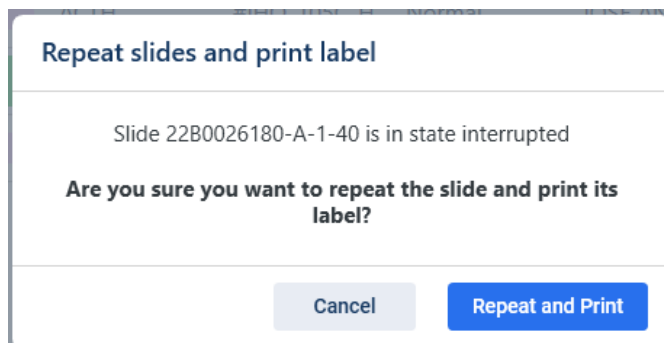 Normal
Repeat slides and print label
Slide 22B0026180-A-1-40 is in state interrupted
Are you sure you want to repeat the slide and print its
label?
Cancel
Repeat and Print